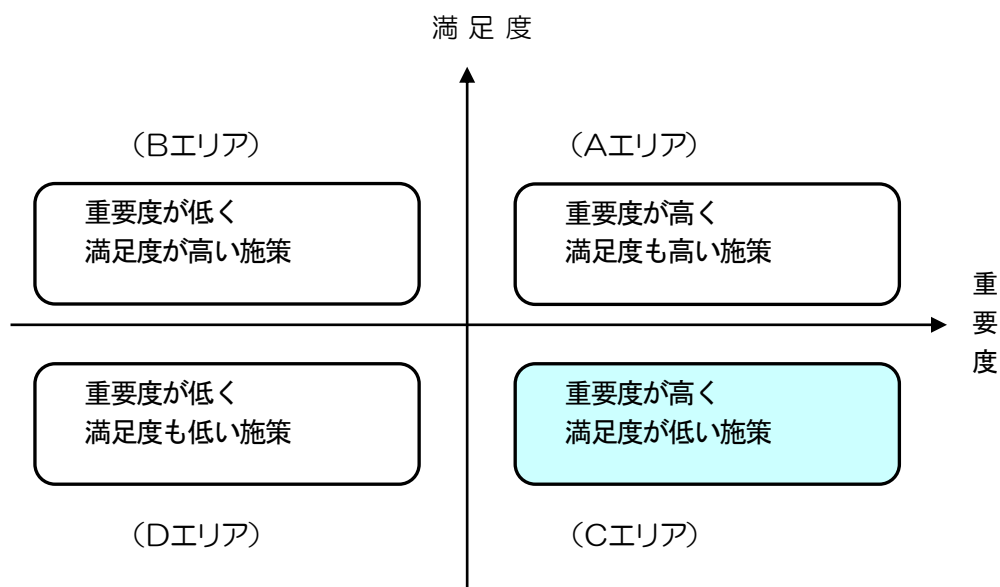 満足度
（Bエリア）
（Aエリア）
重要度が低く
満足度が高い施策
重要度が高く
満足度も高い施策
重要度
重要度が低く
満足度も低い施策
重要度が高く
満足度が低い施策
（Dエリア）
（Cエリア）